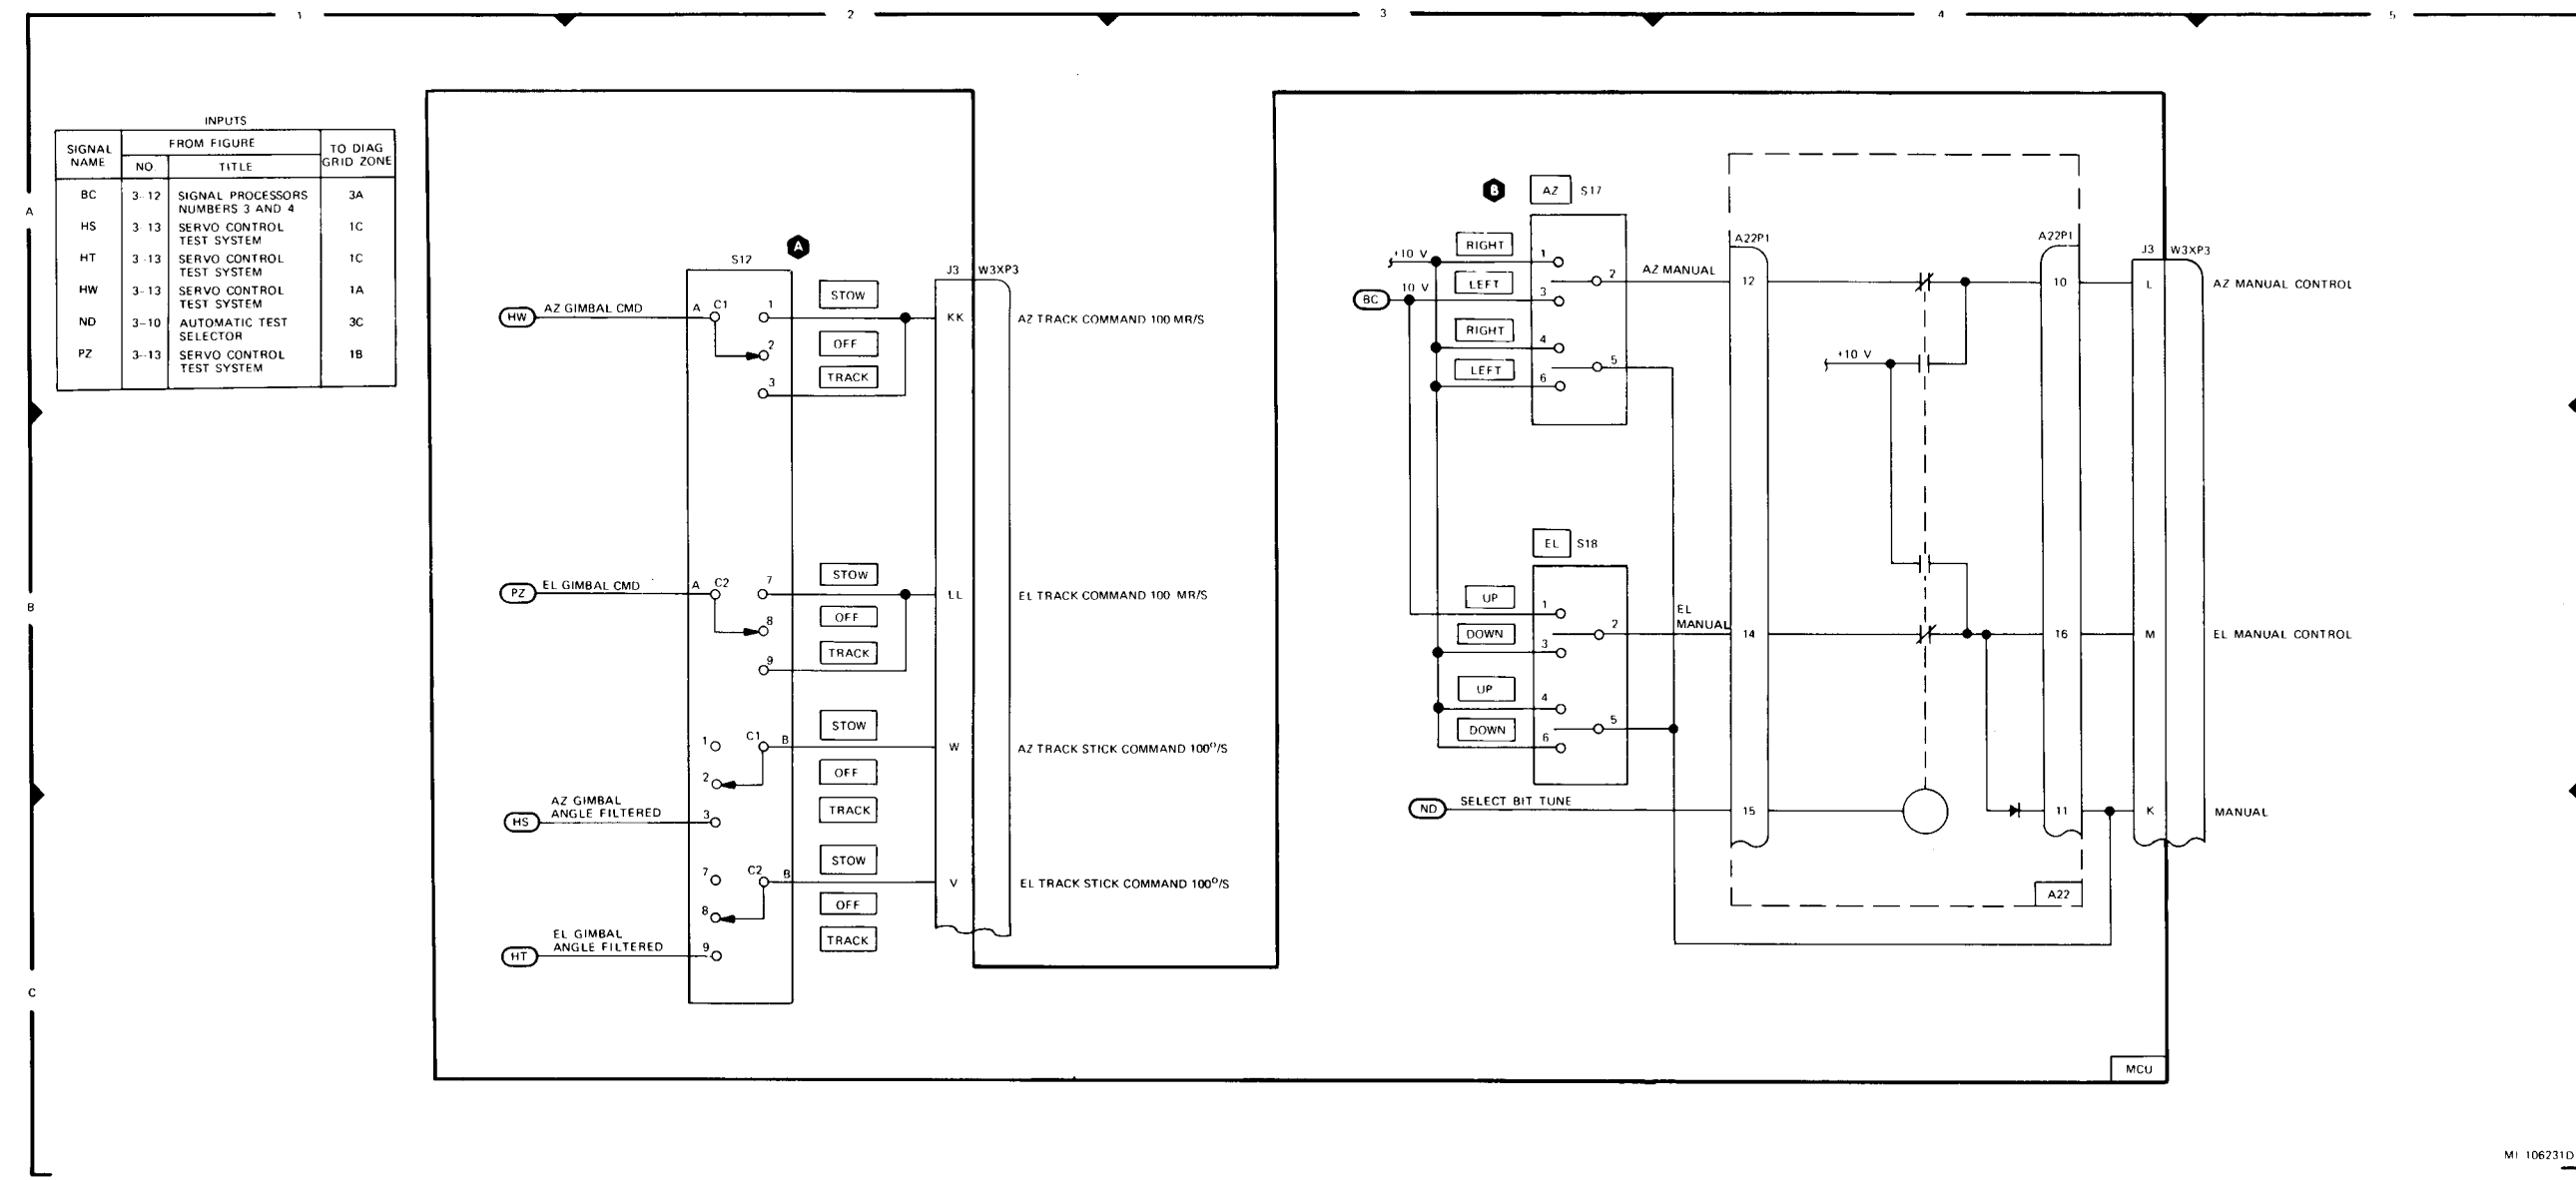 1 2 3 4 5
A
B
C
INPUTS
SIGNAL NAME FROM FIGURE TO DIAG GRID ZONE
NO. TITLE
BC 3-12 SIGNAL PROCESSORS NUMBERS 3 AND 4 3A
HS 3-13 SERVO CONTROL TEST SYSTEM 1C
HT 3-13 SERVO CONTROL TEST SYSTEM 1C
HW 3-13 SERVO CONTROL TEST SYSTEM 1A
ND 3-10 AUTOMATIC TEST SELECTOR 3C
PZ 3-13 SERVO CONTROL TEST SYSTEM 1B
S12
A
J3 W3XP3
HW AZ GIMBAL CMD A C1 1 STOW KK AZ TRACK COMMAND 100 MR/S
2 OFF
3 TRACK
PZ EL GIMBAL CMD A C2 7 STOW LL EL TRACK COMMAND 100 MR/S
8 OFF
9 TRACK
1 C1 B STOW W AZ TRACK STICK COMMAND 100⁰/S
2 OFF
HS AZ GIMBAL ANGLE FILTERED 3 TRACK
7 C2 B STOW V EL TRACK STICK COMMAND 100⁰/S
8 OFF
HT EL GIMBAL ANGLE FILTERED 9 TRACK
B AZ S17
+10 V RIGHT 1
BC 10 V LEFT 3
2 AZ MANUAL
RIGHT 4
LEFT 6
5
EL S18
UP 1
DOWN 3
2 EL MANUAL
UP 4
DOWN 6
5
ND SELECT BIT TUNE
A22P1 A22P1 J3 W3XP3
12 10 L AZ MANUAL CONTROL
+10 V
14 16 M EL MANUAL CONTROL
15 11 K MANUAL
A22
MCU
MI 106231D